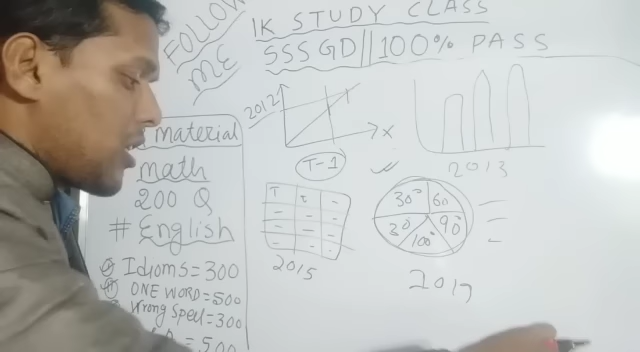 FOLLOW
ME
IK STUDY CLASS
SSSGD||100% PASS
material
math
200 Q
# English
Idioms=300
ONE WORD=500
Wrong Spell=300
=500
2012
X
T-1
2013
T t -
- - -
- - -
- - -
2015
30° 60
30° 90°
100°